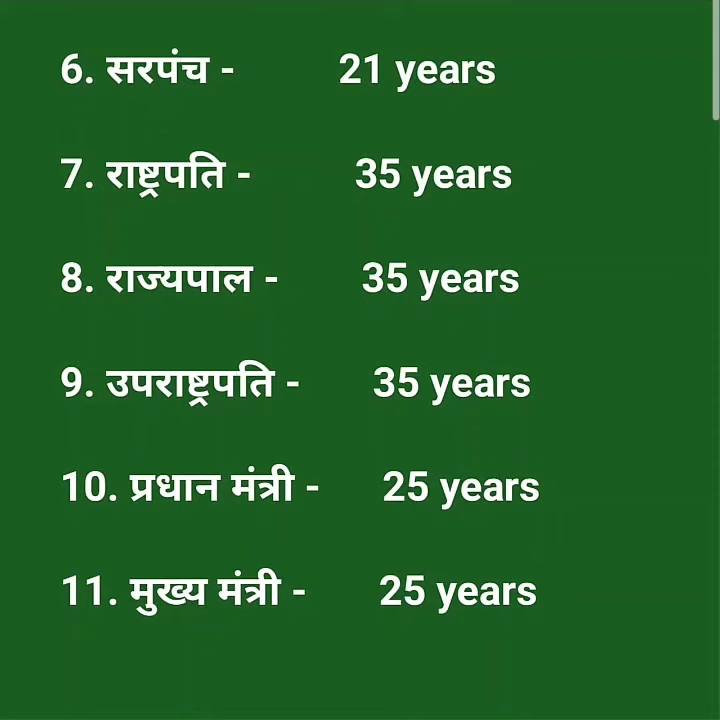 6. सरपंच - 21 years
7. राष्ट्रपति - 35 years
8. राज्यपाल - 35 years
9. उपराष्ट्रपति - 35 years
10. प्रधान मंत्री - 25 years
11. मुख्य मंत्री - 25 years